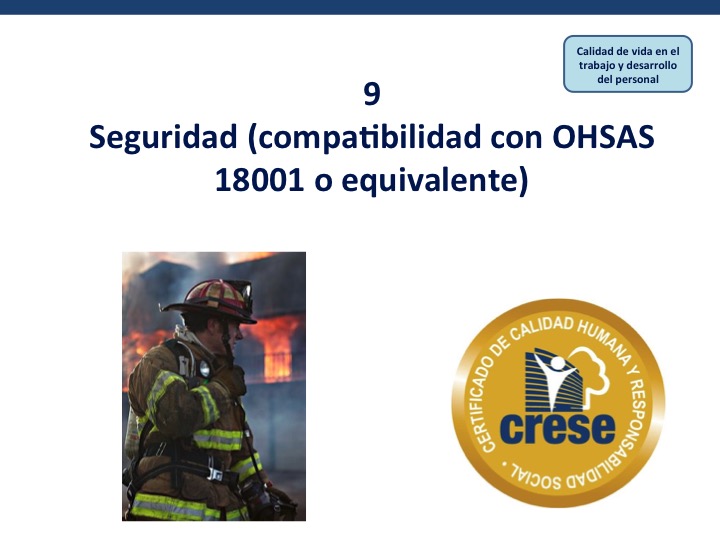 Calidad de vida en el
trabajo y desarrollo
del personal
9
Seguridad (compatibilidad con OHSAS
18001 o equivalente)
CERTIFICADO DE CALIDAD HUMANA Y RESPONSABILIDAD SOCIAL •
crese